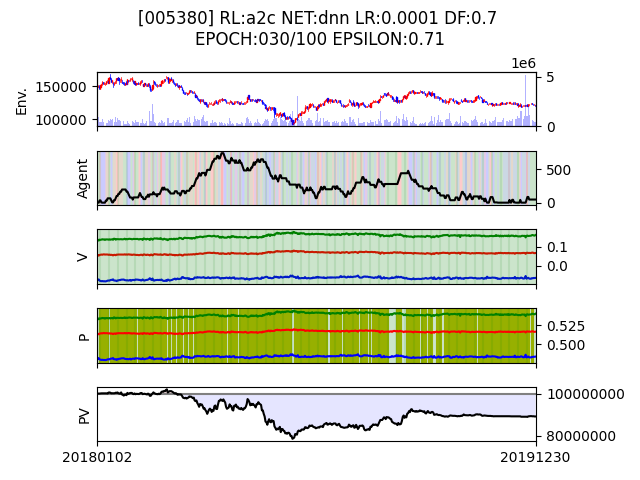 [005380] RL:a2c NET:dnn LR:0.0001 DF:0.7
EPOCH:030/100 EPSILON:0.71
1e6
Env.
150000
100000
5
0
Agent
500
0
V
0.1
0.0
P
0.525
0.500
PV
100000000
80000000
20180102
20191230